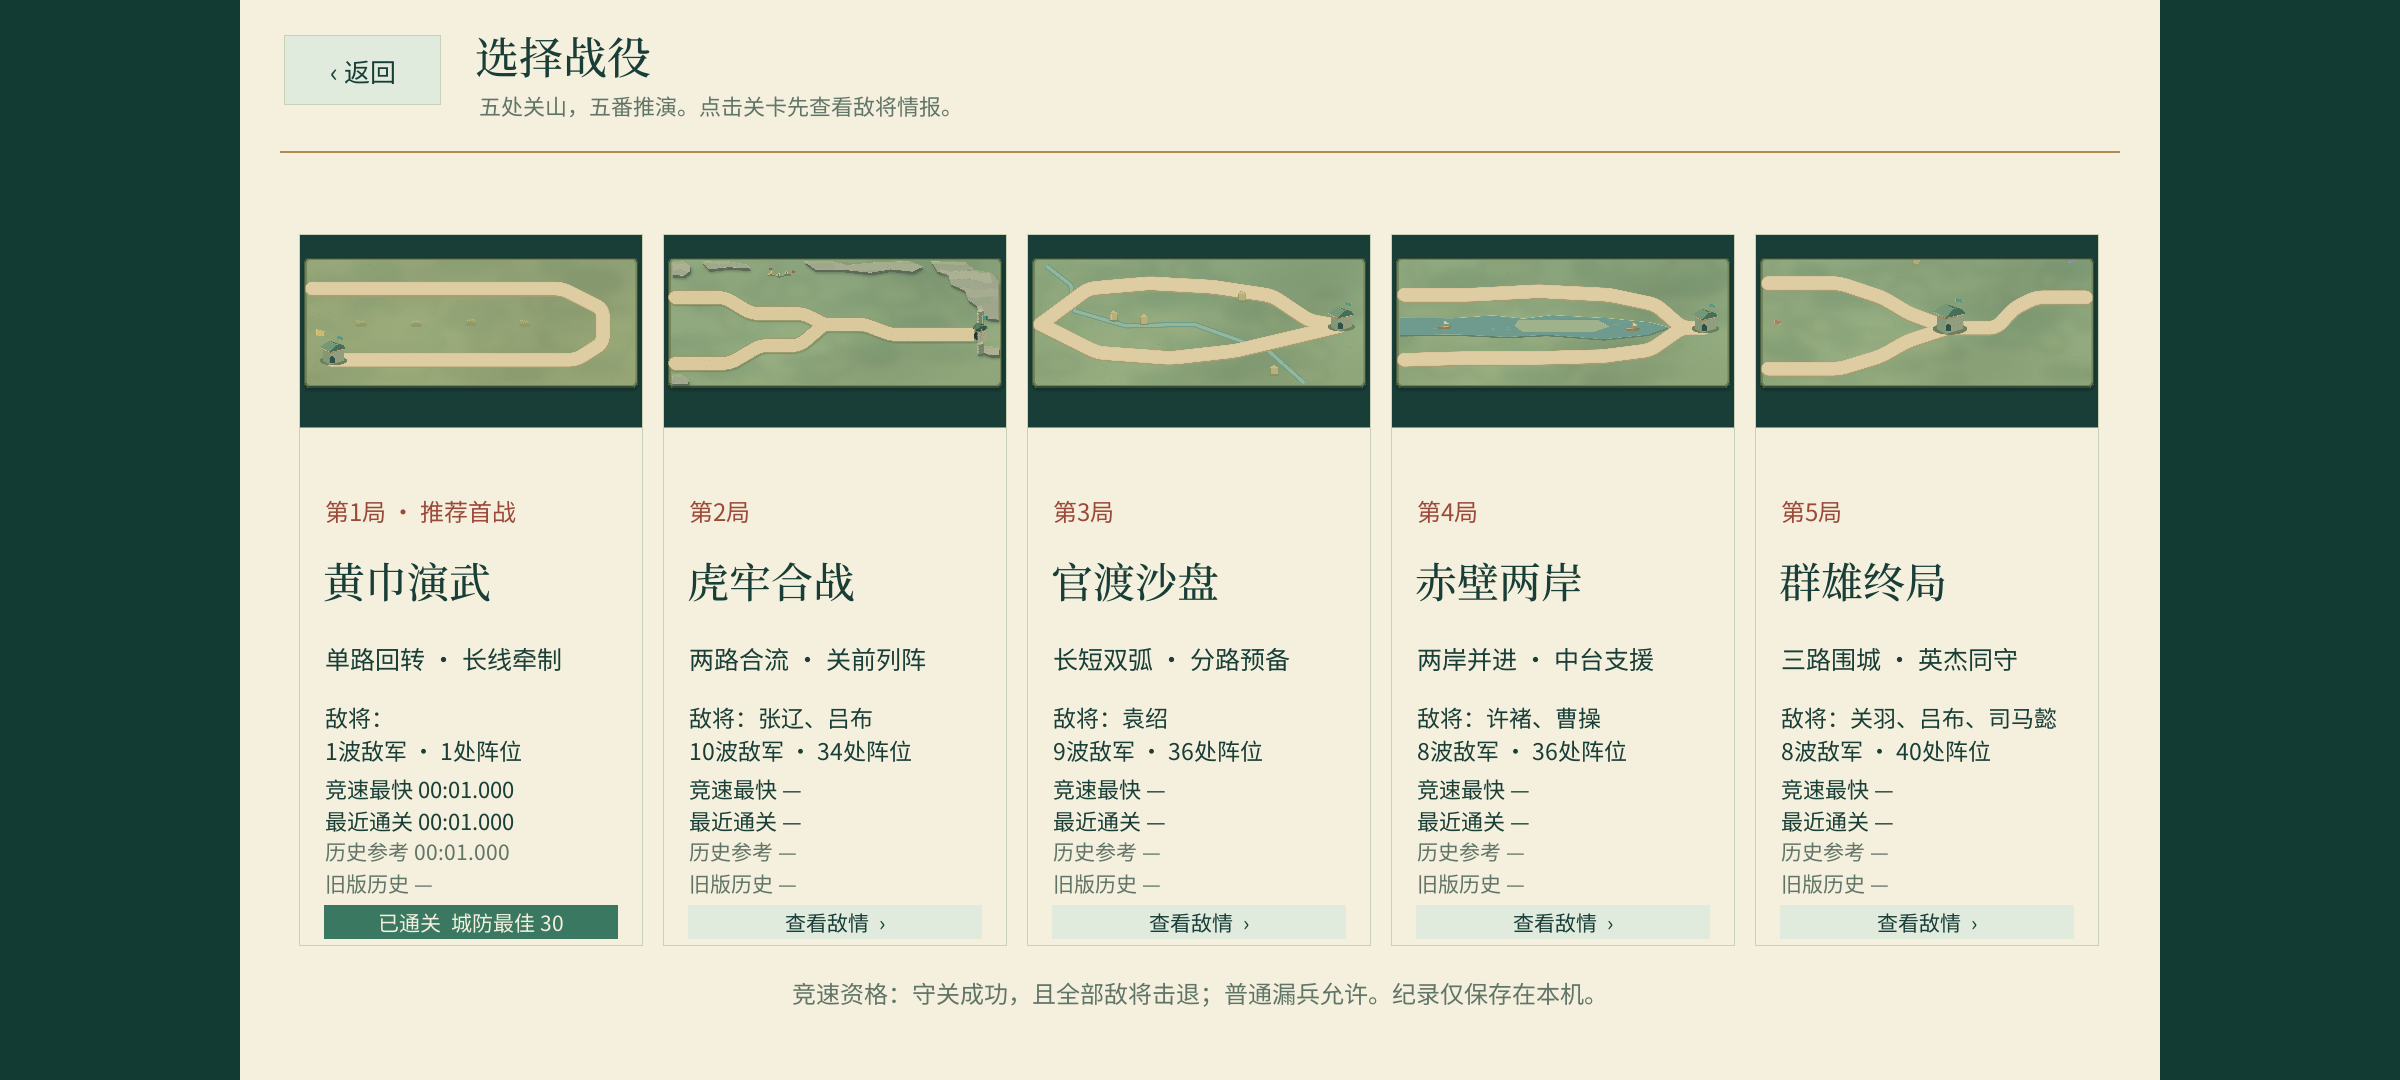 ‹ 返回
选择战役
五处关山，五番推演。点击关卡先查看敌将情报。
第1局 · 推荐首战
黄巾演武
单路回转 · 长线牵制
敌将：
1波敌军 · 1处阵位
竞速最快 00:01.000
最近通关 00:01.000
历史参考 00:01.000
旧版历史 —
已通关 城防最佳 30
第2局
虎牢合战
两路合流 · 关前列阵
敌将：张辽、吕布
10波敌军 · 34处阵位
竞速最快 —
最近通关 —
历史参考 —
旧版历史 —
查看敌情 ›
第3局
官渡沙盘
长短双弧 · 分路预备
敌将：袁绍
9波敌军 · 36处阵位
竞速最快 —
最近通关 —
历史参考 —
旧版历史 —
查看敌情 ›
第4局
赤壁两岸
两岸并进 · 中台支援
敌将：许褚、曹操
8波敌军 · 36处阵位
竞速最快 —
最近通关 —
历史参考 —
旧版历史 —
查看敌情 ›
第5局
群雄终局
三路围城 · 英杰同守
敌将：关羽、吕布、司马懿
8波敌军 · 40处阵位
竞速最快 —
最近通关 —
历史参考 —
旧版历史 —
查看敌情 ›
竞速资格：守关成功，且全部敌将击退；普通漏兵允许。纪录仅保存在本机。